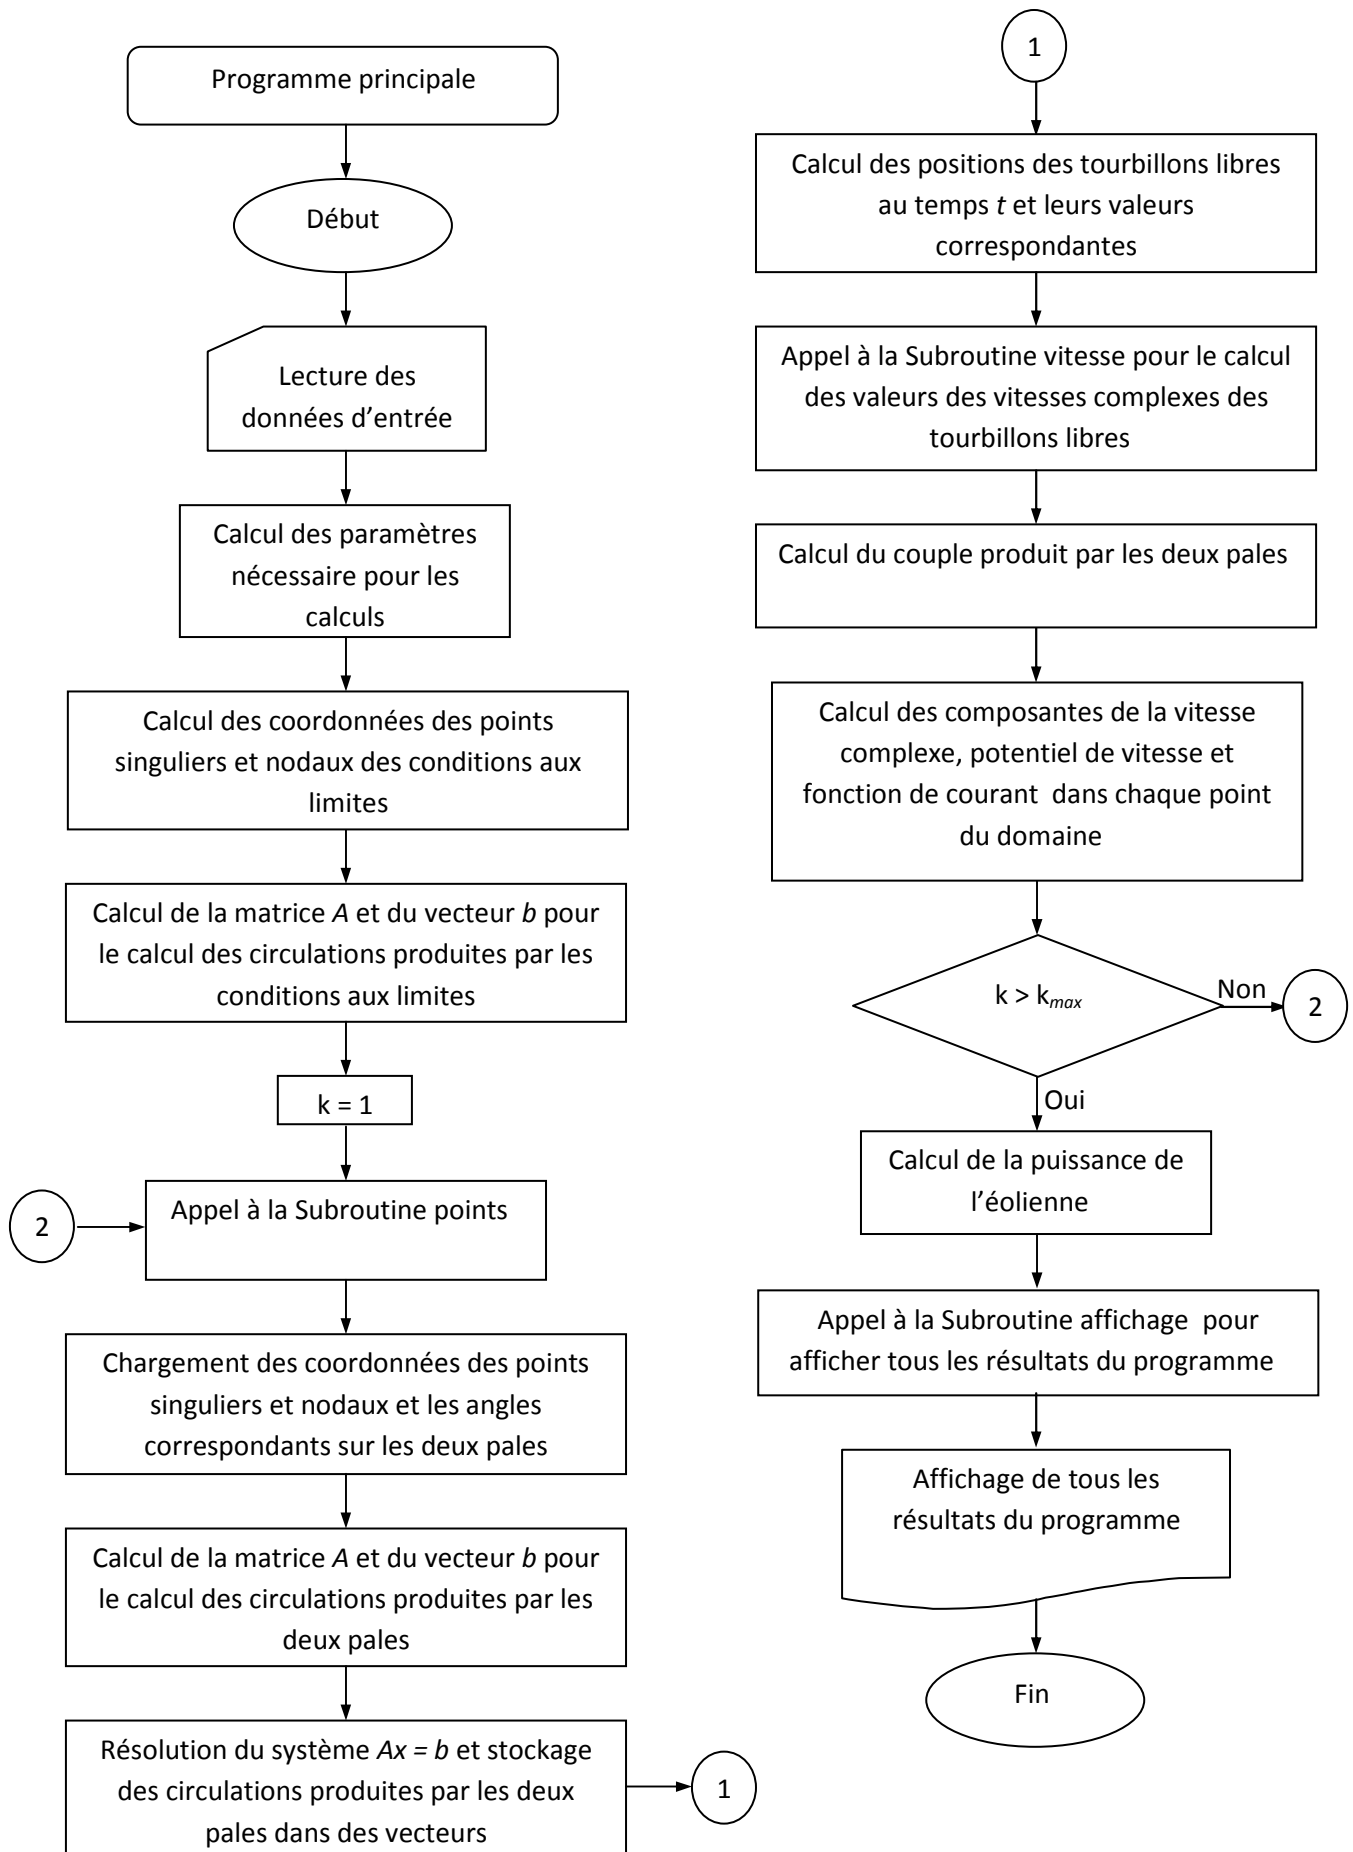 Programme principale
Début
Lecture des
données d'entrée
Calcul des paramètres
nécessaire pour les
calculs
Calcul des coordonnées des points
singuliers et nodaux des conditions aux
limites
Calcul de la matrice A et du vecteur b pour
le calcul des circulations produites par les
conditions aux limites
k = 1
2
Appel à la Subroutine points
Chargement des coordonnées des points
singuliers et nodaux et les angles
correspondants sur les deux pales
Calcul de la matrice A et du vecteur b pour
le calcul des circulations produites par les
deux pales
Résolution du système Ax = b et stockage
des circulations produites par les deux
pales dans des vecteurs
1
1
Calcul des positions des tourbillons libres
au temps t et leurs valeurs
correspondantes
Appel à la Subroutine vitesse pour le calcul
des valeurs des vitesses complexes des
tourbillons libres
Calcul du couple produit par les deux pales
Calcul des composantes de la vitesse
complexe, potentiel de vitesse et
fonction de courant dans chaque point
du domaine
k > kmax
Non
2
Oui
Calcul de la puissance de
l'éolienne
Appel à la Subroutine affichage pour
afficher tous les résultats du programme
Affichage de tous les
résultats du programme
Fin